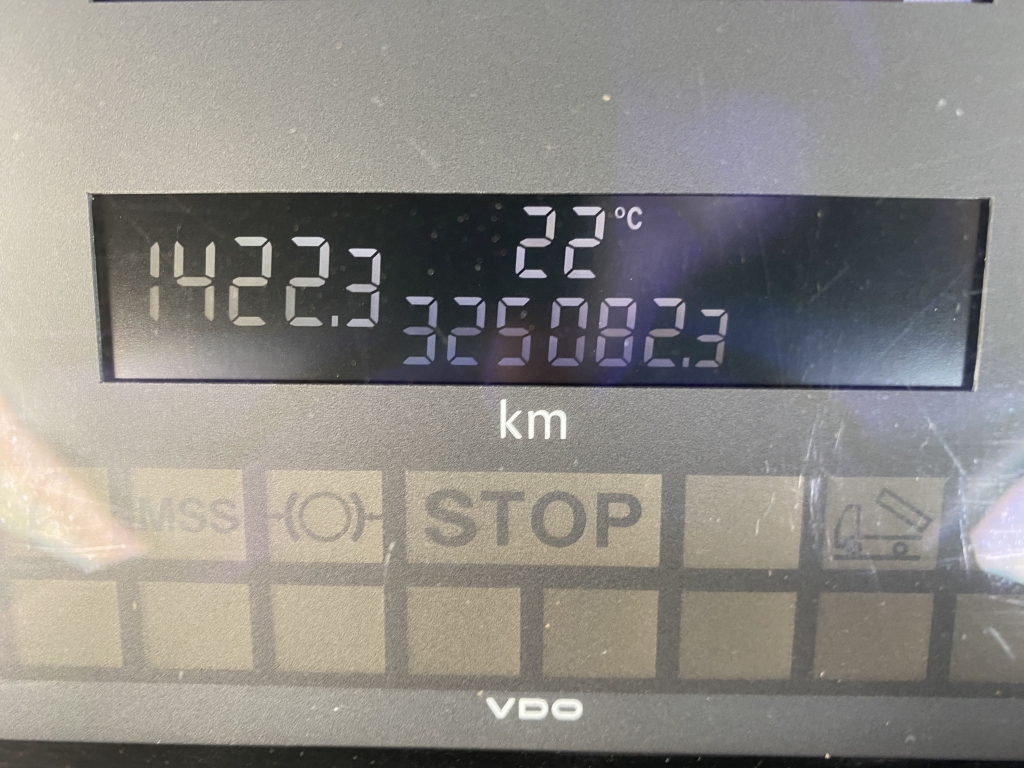 22 °C
1422.3
325082.3
km
MSS STOP
VDO